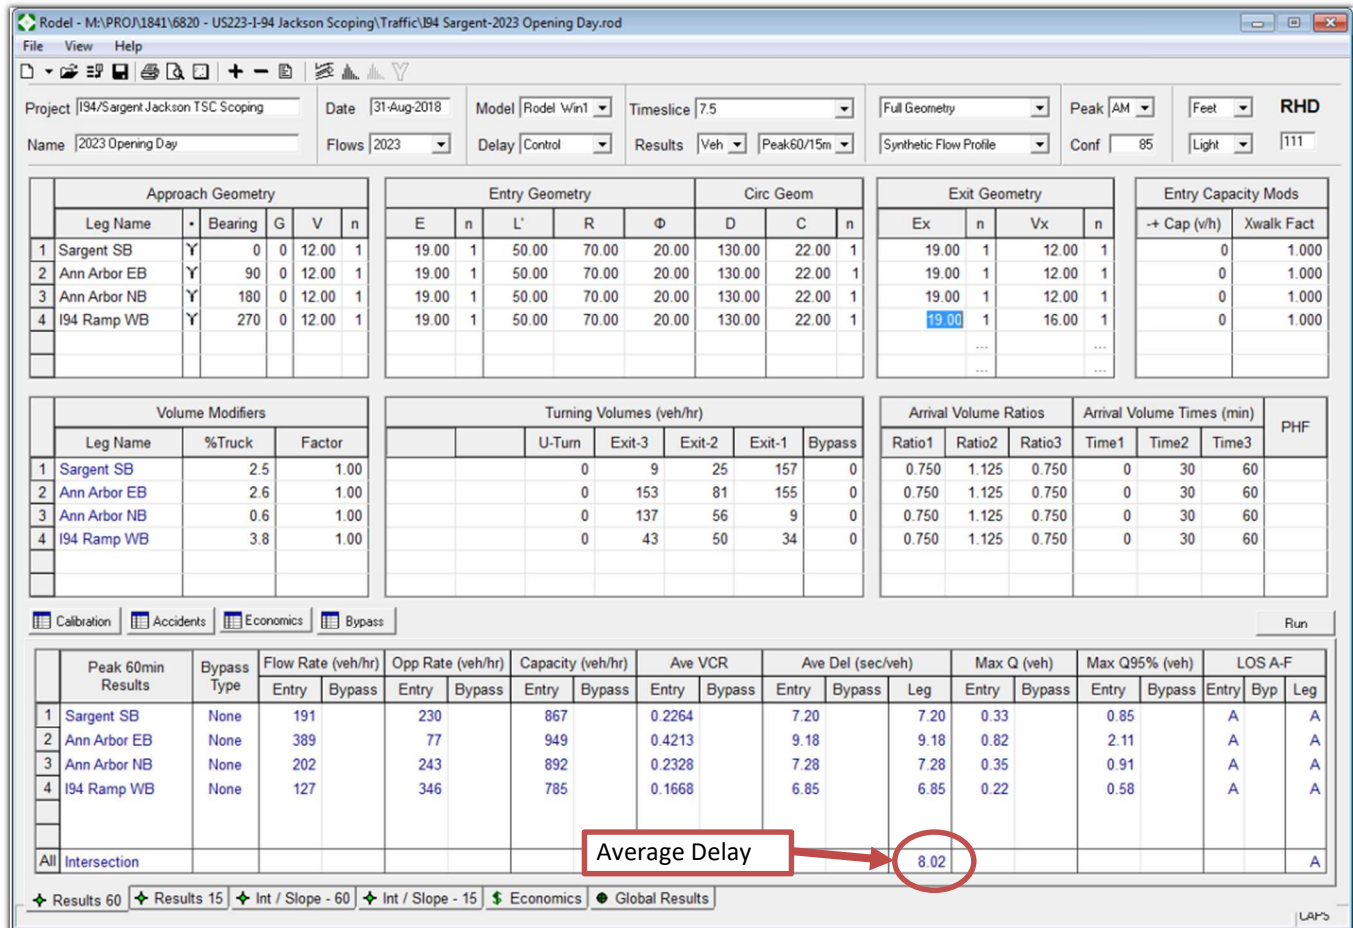 Rodel - M:\PROJ\1841\6820 - US223-I-94 Jackson Scoping\Traffic\I94 Sargent-2023 Opening Day.rod
File View Help
Project I94/Sargent Jackson TSC Scoping Date 31-Aug-2018 Model Rodel Win1 Timeslice 7.5 Full Geometry Peak AM Feet RHD
Name 2023 Opening Day Flows 2023 Delay Control Results Veh Peak60/15m Synthetic Flow Profile Conf 85 Light 111
Approach Geometry Entry Geometry Circ Geom Exit Geometry Entry Capacity Mods
Leg Name Bearing G V n E n L' R Φ D C n Ex n Vx n -+ Cap (v/h) Xwalk Fact
1 Sargent SB Y 0 0 12.00 1 19.00 1 50.00 70.00 20.00 130.00 22.00 1 19.00 1 12.00 1 0 1.000
2 Ann Arbor EB Y 90 0 12.00 1 19.00 1 50.00 70.00 20.00 130.00 22.00 1 19.00 1 12.00 1 0 1.000
3 Ann Arbor NB Y 180 0 12.00 1 19.00 1 50.00 70.00 20.00 130.00 22.00 1 19.00 1 12.00 1 0 1.000
4 I94 Ramp WB Y 270 0 12.00 1 19.00 1 50.00 70.00 20.00 130.00 22.00 1 19.00 1 16.00 1 0 1.000
... ...
... ...
Volume Modifiers Turning Volumes (veh/hr) Arrival Volume Ratios Arrival Volume Times (min) PHF
Leg Name %Truck Factor U-Turn Exit-3 Exit-2 Exit-1 Bypass Ratio1 Ratio2 Ratio3 Time1 Time2 Time3
1 Sargent SB 2.5 1.00 0 9 25 157 0 0.750 1.125 0.750 0 30 60
2 Ann Arbor EB 2.6 1.00 0 153 81 155 0 0.750 1.125 0.750 0 30 60
3 Ann Arbor NB 0.6 1.00 0 137 56 9 0 0.750 1.125 0.750 0 30 60
4 I94 Ramp WB 3.8 1.00 0 43 50 34 0 0.750 1.125 0.750 0 30 60
Calibration Accidents Economics Bypass Run
Peak 60min Results Bypass Type Flow Rate (veh/hr) Opp Rate (veh/hr) Capacity (veh/hr) Ave VCR Ave Del (sec/veh) Max Q (veh) Max Q95% (veh) LOS A-F
Entry Bypass Entry Bypass Entry Bypass Entry Bypass Entry Bypass Leg Entry Bypass Entry Bypass Entry Byp Leg
1 Sargent SB None 191 230 867 0.2264 7.20 7.20 0.33 0.85 A A
2 Ann Arbor EB None 389 77 949 0.4213 9.18 9.18 0.82 2.11 A A
3 Ann Arbor NB None 202 243 892 0.2328 7.28 7.28 0.35 0.91 A A
4 I94 Ramp WB None 127 346 785 0.1668 6.85 6.85 0.22 0.58 A A
Average Delay
All Intersection 8.02 A
Results 60 Results 15 Int / Slope - 60 Int / Slope - 15 $ Economics Global Results
CAPS